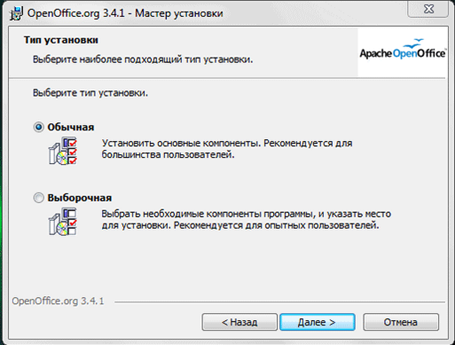 OpenOffice.org 3.4.1 - Мастер установки
Тип установки
Выберите наиболее подходящий тип установки.
Apache OpenOffice™
Выберите тип установки.
Обычная
Установить основные компоненты. Рекомендуется для
большинства пользователей.
Выборочная
Выбрать необходимые компоненты программы, и указать место
для установки. Рекомендуется для опытных пользователей.
OpenOffice.org 3.4.1
< Назад
Далее >
Отмена